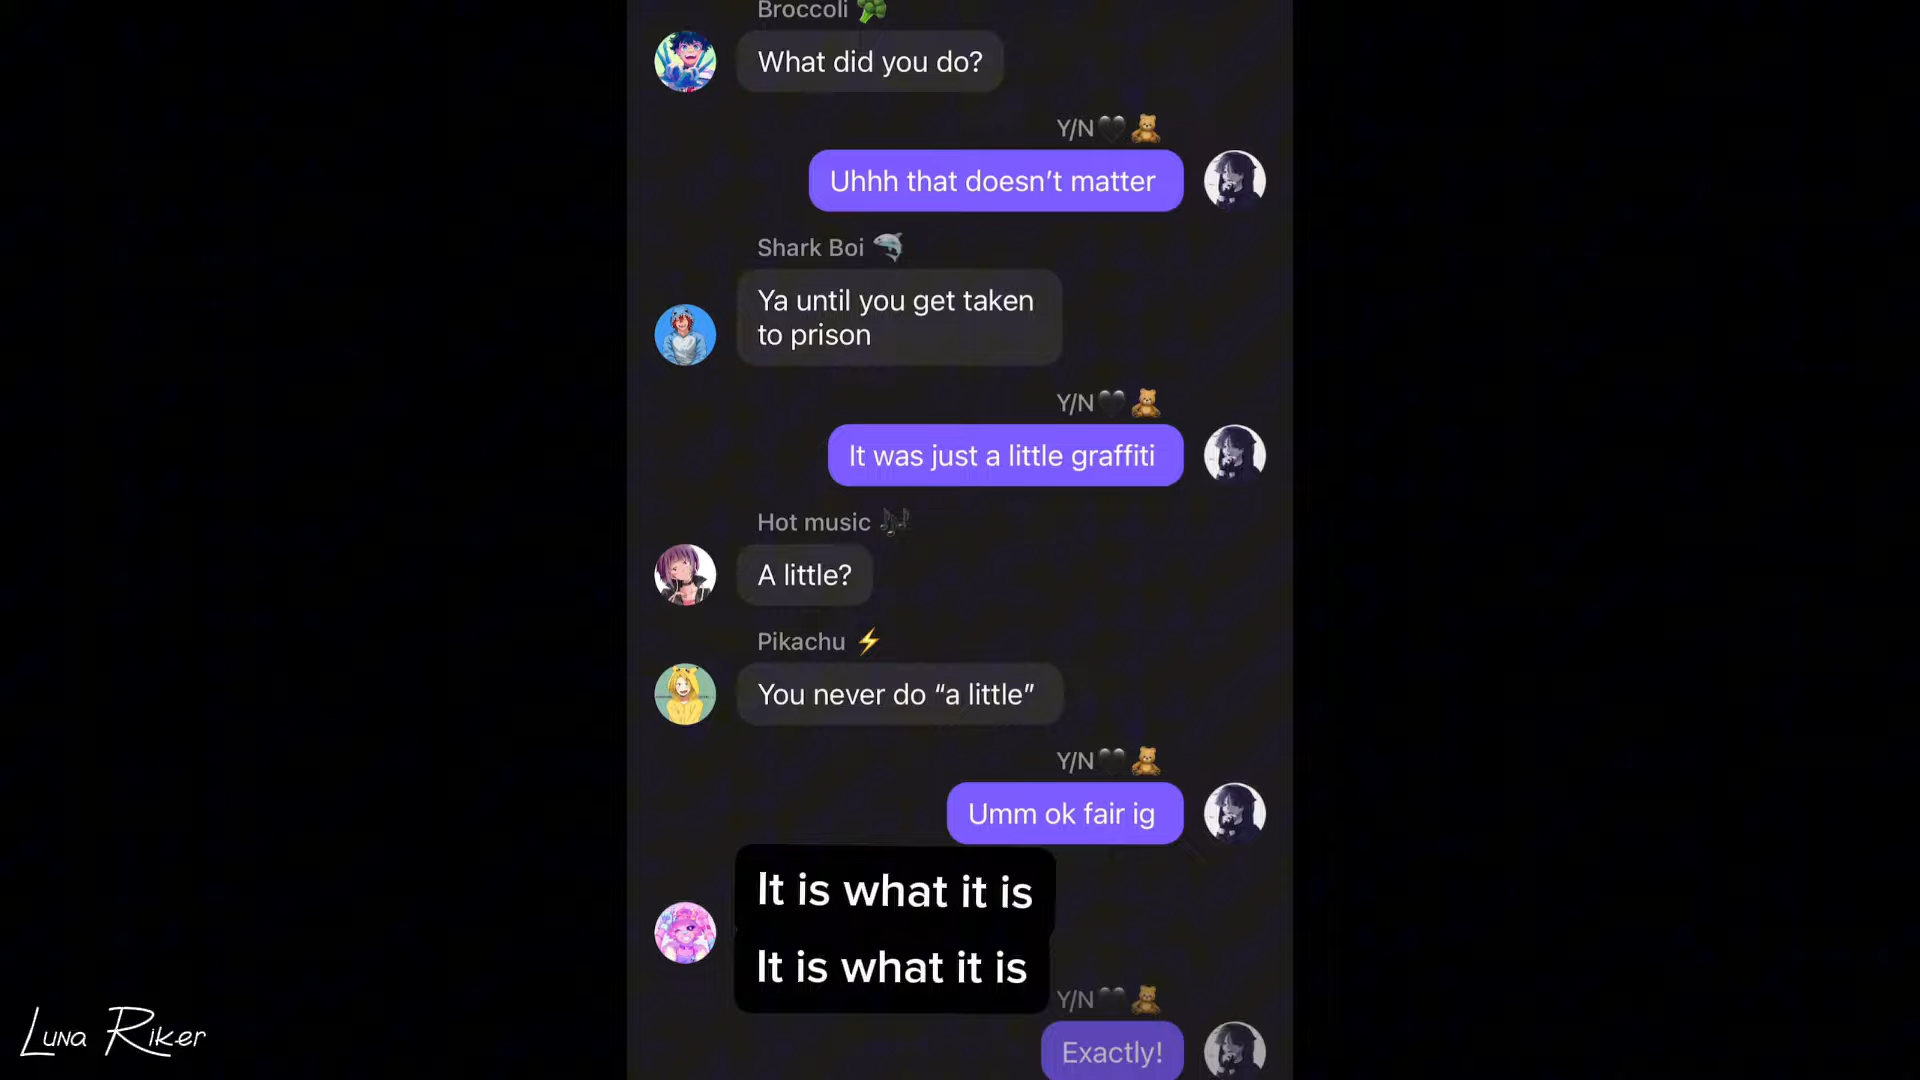 Broccoli 🥦
What did you do?
Y/N🖤🧸
Uhhh that doesn’t matter
Shark Boi 🦈
Ya until you get taken
to prison
Y/N🖤🧸
It was just a little graffiti
Hot music 🎶
A little?
Pikachu ⚡
You never do “a little”
Y/N🖤🧸
Umm ok fair ig
It is what it is
It is what it is
Y/N🖤🧸
Exactly!
Luna Riker